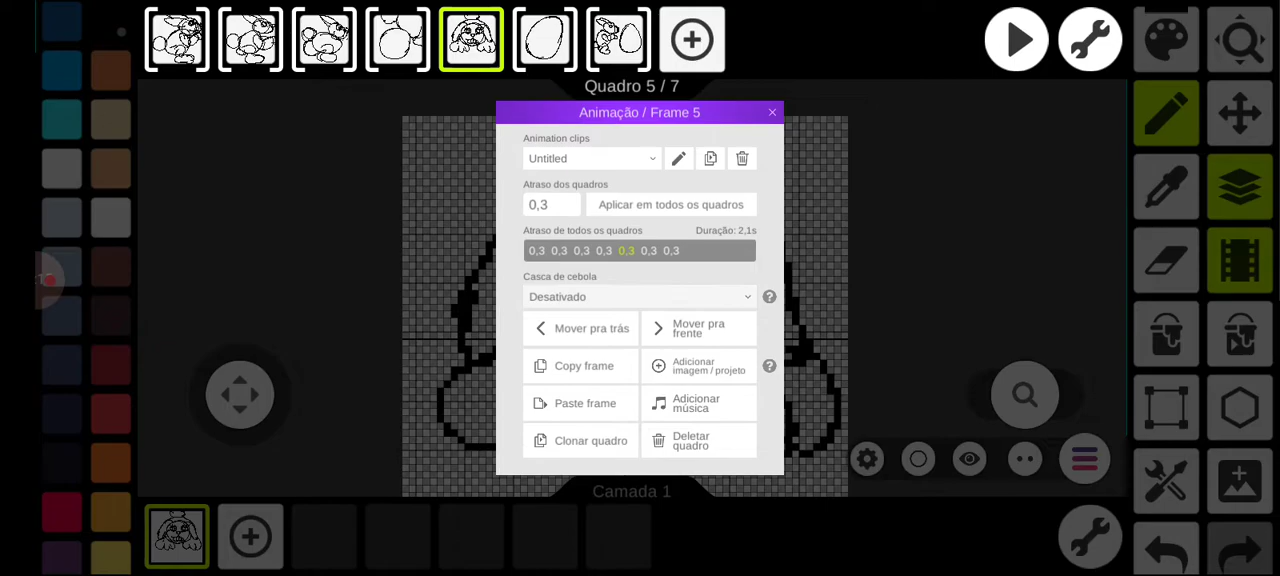 Quadro 5 / 7
Animação / Frame 5
Animation clips
Untitled
Atraso dos quadros
0,3
Aplicar em todos os quadros
Atraso de todos os quadros
Duração: 2,1s
0,3 0,3 0,3 0,3 0,3 0,3 0,3
Casca de cebola
Desativado
?
Mover pra trás
Mover pra
frente
Copy frame
Adicionar
imagem / projeto
?
Paste frame
Adicionar
música
Clonar quadro
Deletar
quadro
Camada 1